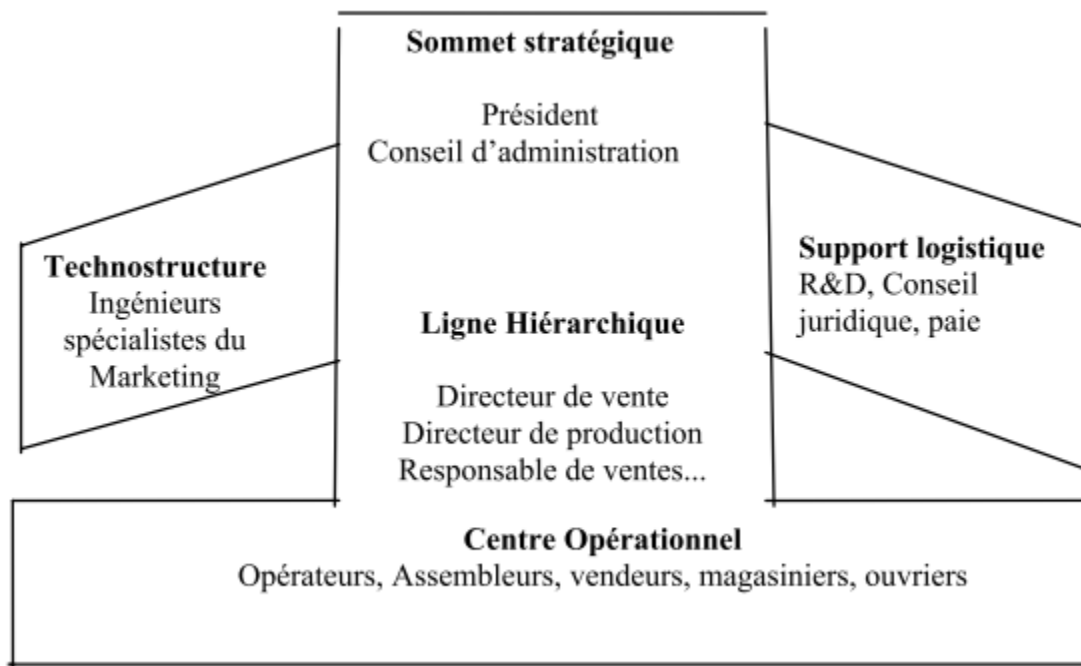 Sommet stratégique
Président
Conseil d’administration
Technostructure
Ingénieurs
spécialistes du
Marketing
Support logistique
R&D, Conseil
juridique, paie
Ligne Hiérarchique
Directeur de vente
Directeur de production
Responsable de ventes...
Centre Opérationnel
Opérateurs, Assembleurs, vendeurs, magasiniers, ouvriers